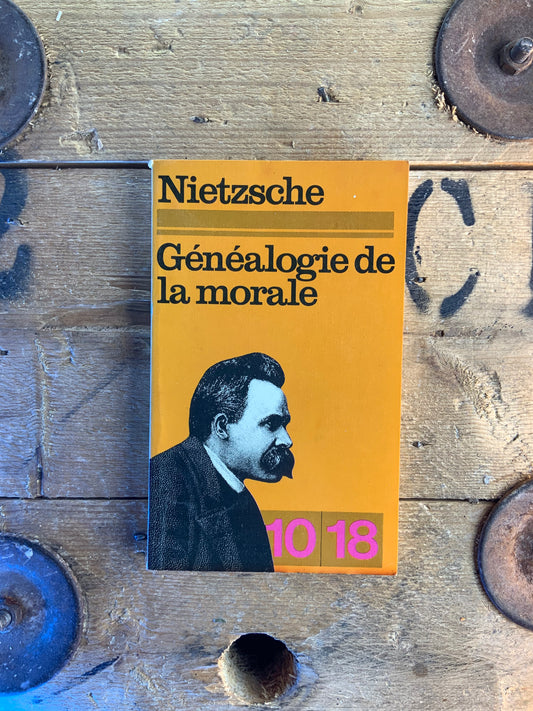 Nietzsche
Généalogie de
la morale
10 18